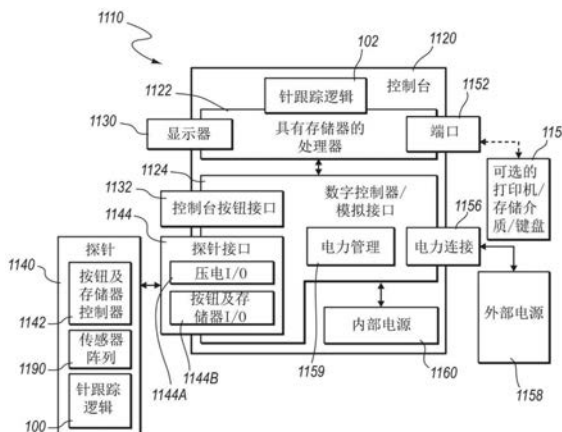 1110
102
1120
1122
控制台
1152
针跟踪逻辑
1130
显示器
具有存储器的
处理器
端口
115
1124
1132
可选的
打印机/
存储介
质/键盘
控制台按钮接口
数字控制器/
模拟接口
1144
1156
探针
探针接口
电力管理
电力连接
1140
压电I/O
按钮及
存储器
控制器
按钮及存
储器I/O
外部电源
1142
内部电源
传感器
阵列
1190
1144B
1159
1160
1144A
1158
针跟踪
逻辑
100